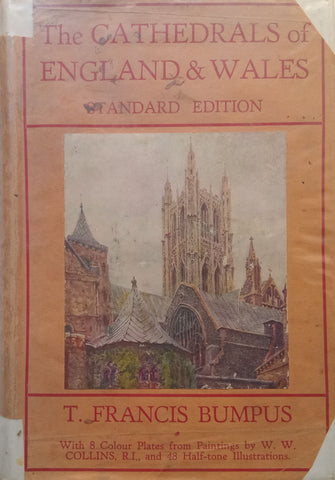 The CATHEDRALS of
ENGLAND & WALES
STANDARD EDITION
T. FRANCIS BUMPUS
With 8 Colour Plates from Paintings by W. W.
COLLINS, R.I., and 48 Half-tone Illustrations.